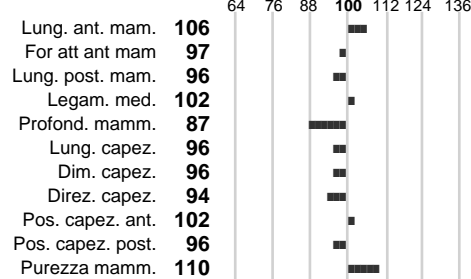 64 76 88 100 112 124 136
Lung. ant. mam. 106
For att ant mam 97
Lung. post. mam 96
Legam. med. 102
Profond. mamm. 87
Lung. capez. 96
Dim. capez. 96
Direz. capez. 94
Pos. capez. ant. 102
Pos. capez. post. 96
Purezza mamm. 110